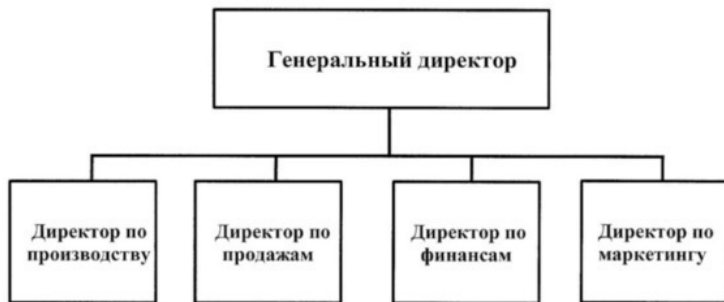 Генеральный директор
Директор по
производству
Директор по
продажам
Директор по
финансам
Директор по
маркетингу